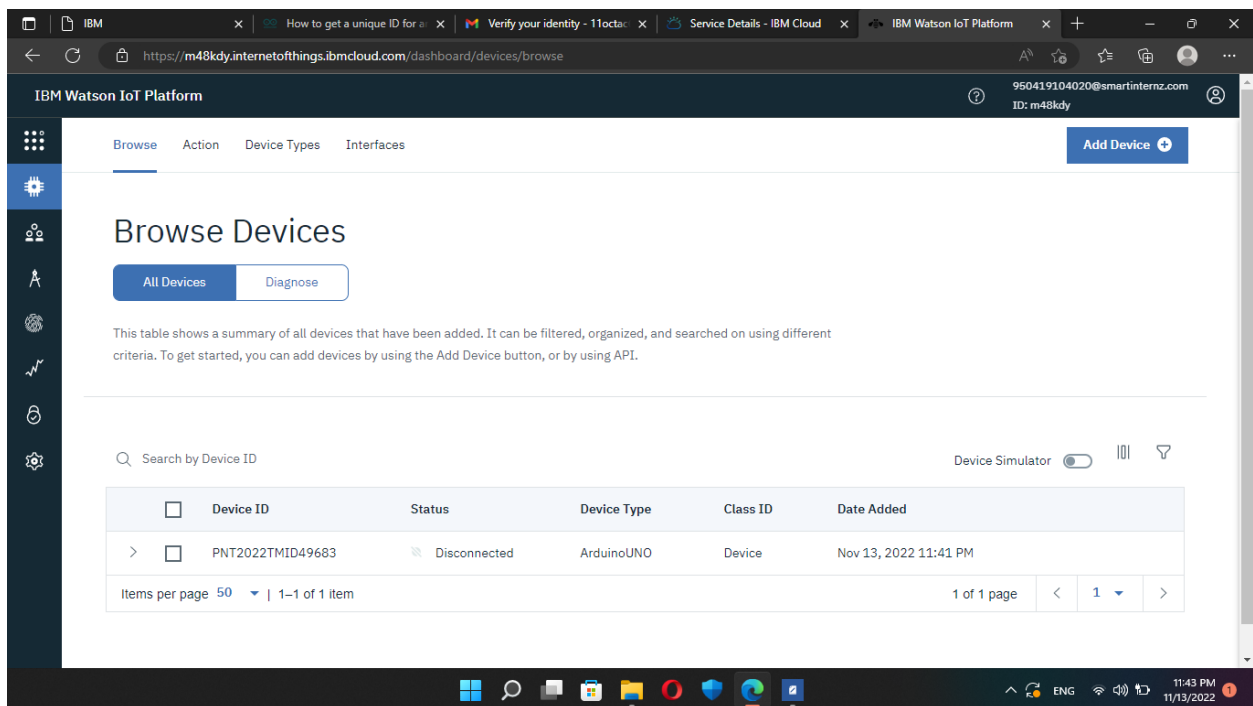 IBM
How to get a unique ID for a
Verify your identity - 11octac
Service Details - IBM Cloud
IBM Watson IoT Platform
https://m48kdy.internetofthings.ibmcloud.com/dashboard/devices/browse
IBM Watson IoT Platform
950419104020@smartinternz.com
ID: m48kdy
Browse Action Device Types Interfaces
Add Device
Browse Devices
All Devices Diagnose
This table shows a summary of all devices that have been added. It can be filtered, organized, and searched on using different
criteria. To get started, you can add devices by using the Add Device button, or by using API.
Search by Device ID
Device Simulator
Device ID Status Device Type Class ID Date Added
PNT2022TMID49683 Disconnected ArduinoUNO Device Nov 13, 2022 11:41 PM
Items per page 50 | 1–1 of 1 item
1 of 1 page 1
ENG
11:43 PM
11/13/2022
1